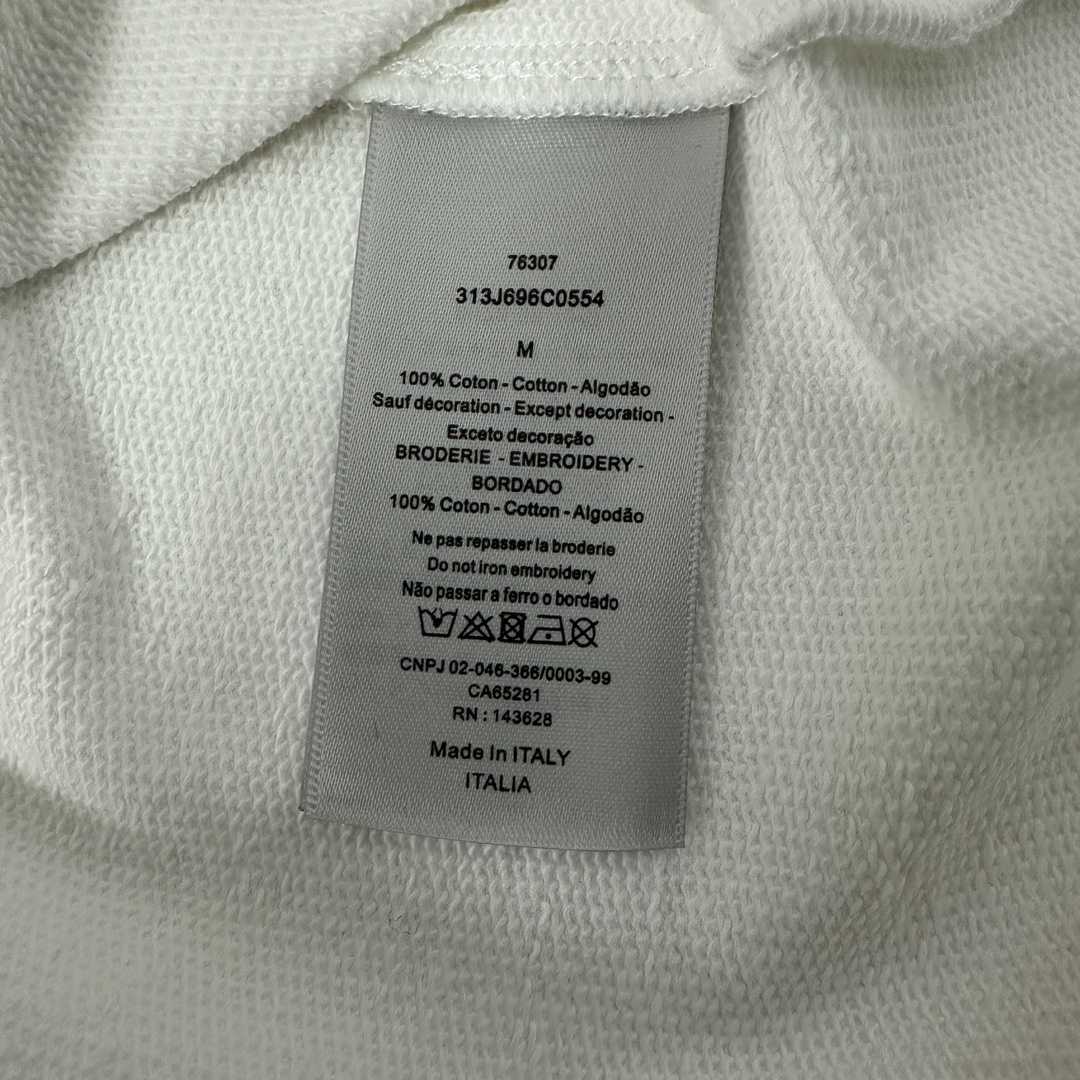 76307
313J696C0554
M
100% Coton - Cotton - Algodão
Sauf décoration - Except decoration -
Exceto decoração
BRODERIE - EMBROIDERY -
BORDADO
100% Coton - Cotton - Algodão
Ne pas repasser la broderie
Do not iron embroidery
Não passar a ferro o bordado
CNPJ 02-046-366/0003-99
CA65281
RN : 143628
Made In ITALY
ITALIA